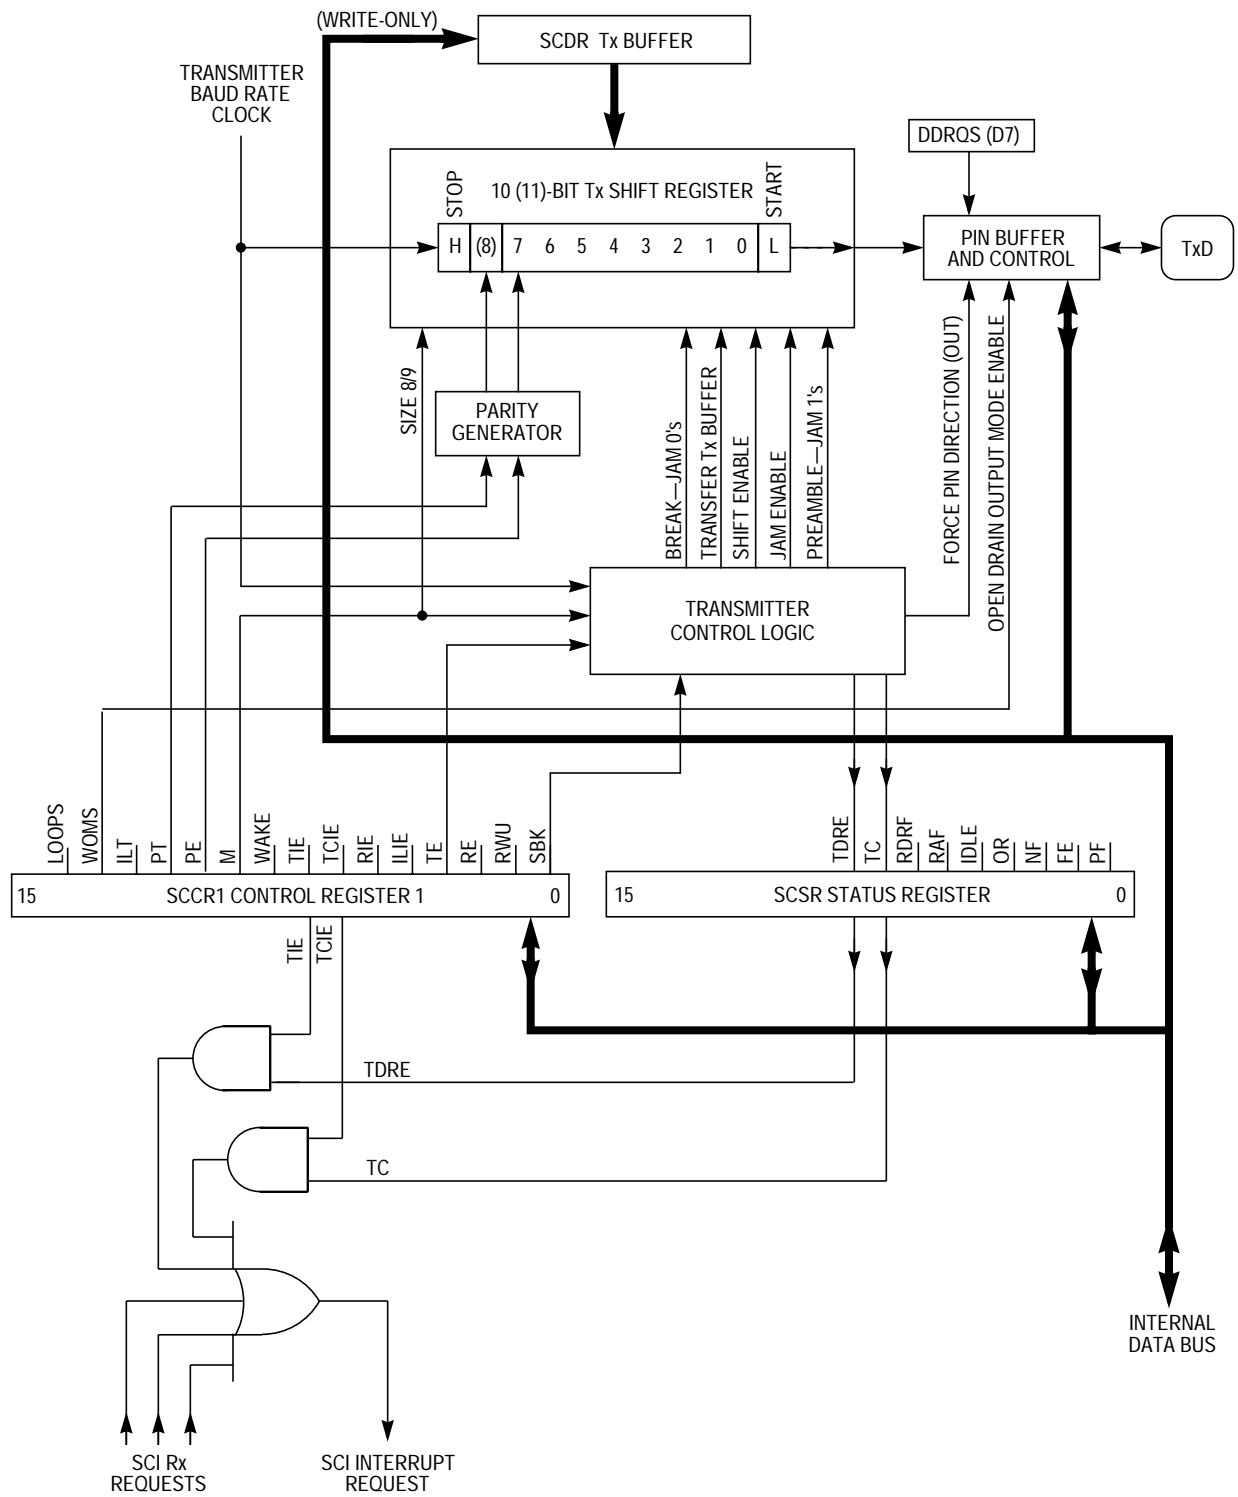 (WRITE-ONLY)
SCDR Tx BUFFER
TRANSMITTER
BAUD RATE
CLOCK
DDRQS (D7)
STOP
10 (11)-BIT Tx SHIFT REGISTER
START
H (8) 7 6 5 4 3 2 1 0 L
PIN BUFFER
AND CONTROL
TxD
SIZE 8/9
PARITY
GENERATOR
BREAK—JAM 0's
TRANSFER Tx BUFFER
SHIFT ENABLE
JAM ENABLE
PREAMBLE—JAM 1's
FORCE PIN DIRECTION (OUT)
OPEN DRAIN OUTPUT MODE ENABLE
TRANSMITTER
CONTROL LOGIC
LOOPS
WOMS
ILT
PT
PE
M
WAKE
TIE
TCIE
RIE
ILIE
TE
RE
RWU
SBK
TDRE
TC
RDRF
RAF
IDLE
OR
NF
FE
PF
15 SCCR1 CONTROL REGISTER 1 0
15 SCSR STATUS REGISTER 0
TIE
TCIE
TDRE
TC
INTERNAL
DATA BUS
SCI Rx
REQUESTS
SCI INTERRUPT
REQUEST